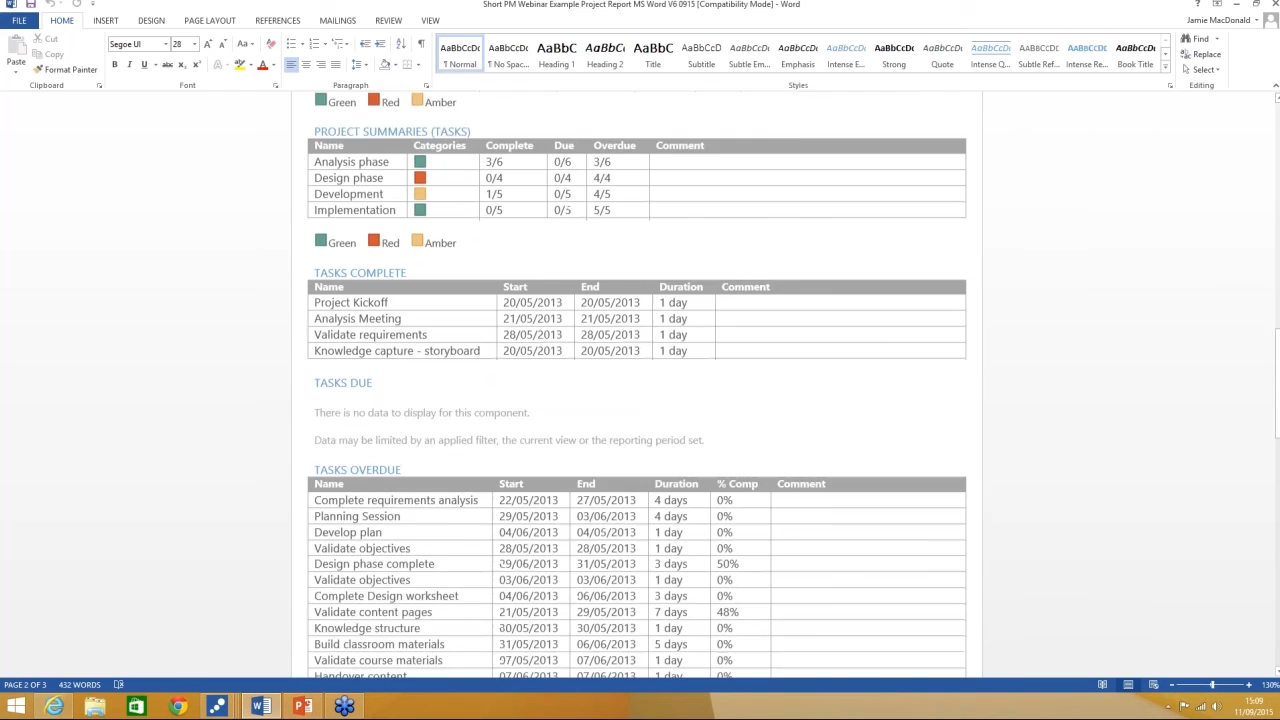 Short PM Webinar Example Project Report MS Word V6 0915 [Compatibility Mode] - Word
FILE HOME INSERT DESIGN PAGE LAYOUT REFERENCES MAILINGS REVIEW VIEW Jamie MacDonald
Cut
Copy
Format Painter
Paste
Segoe UI 28
AaBbCcDc AaBbCcDc AaBbC AaBbCc AaBbC AaBbCcD AaBbCcDc AaBbCcDc AaBbCcDc AaBbCcDc AaBbCcDc AaBbCcDc AABBCCDC AABBCCDC AaBbCcDc
¶ Normal ¶ No Spac... Heading 1 Heading 2 Title Subtitle Subtle Em... Emphasis Intense E... Strong Quote Intense Q... Subtle Ref... Intense Re... Book Title
Find
Replace
Select
Clipboard Font Paragraph Styles Editing
Green Red Amber
PROJECT SUMMARIES (TASKS)
Name Categories Complete Due Overdue Comment
Analysis phase 3/6 0/6 3/6
Design phase 0/4 0/4 4/4
Development 1/5 0/5 4/5
Implementation 0/5 0/5 5/5
Green Red Amber
TASKS COMPLETE
Name Start End Duration Comment
Project Kickoff 20/05/2013 20/05/2013 1 day
Analysis Meeting 21/05/2013 21/05/2013 1 day
Validate requirements 28/05/2013 28/05/2013 1 day
Knowledge capture - storyboard 20/05/2013 20/05/2013 1 day
TASKS DUE
There is no data to display for this component.
Data may be limited by an applied filter, the current view or the reporting period set.
TASKS OVERDUE
Name Start End Duration % Comp Comment
Complete requirements analysis 22/05/2013 27/05/2013 4 days 0%
Planning Session 29/05/2013 03/06/2013 4 days 0%
Develop plan 04/06/2013 04/05/2013 1 day 0%
Validate objectives 28/05/2013 28/05/2013 1 day 0%
Design phase complete 29/06/2013 31/05/2013 3 days 50%
Validate objectives 03/06/2013 03/06/2013 1 day 0%
Complete Design worksheet 04/06/2013 06/06/2013 3 days 0%
Validate content pages 21/05/2013 29/05/2013 7 days 48%
Knowledge structure 30/05/2013 30/05/2013 1 day 0%
Build classroom materials 31/05/2013 06/06/2013 5 days 0%
Validate course materials 07/05/2013 07/06/2013 1 day 0%
Handover content 07/06/2013 07/06/2013 1 day 0%
PAGE 2 OF 3 432 WORDS 130%
15:09
11/09/2015